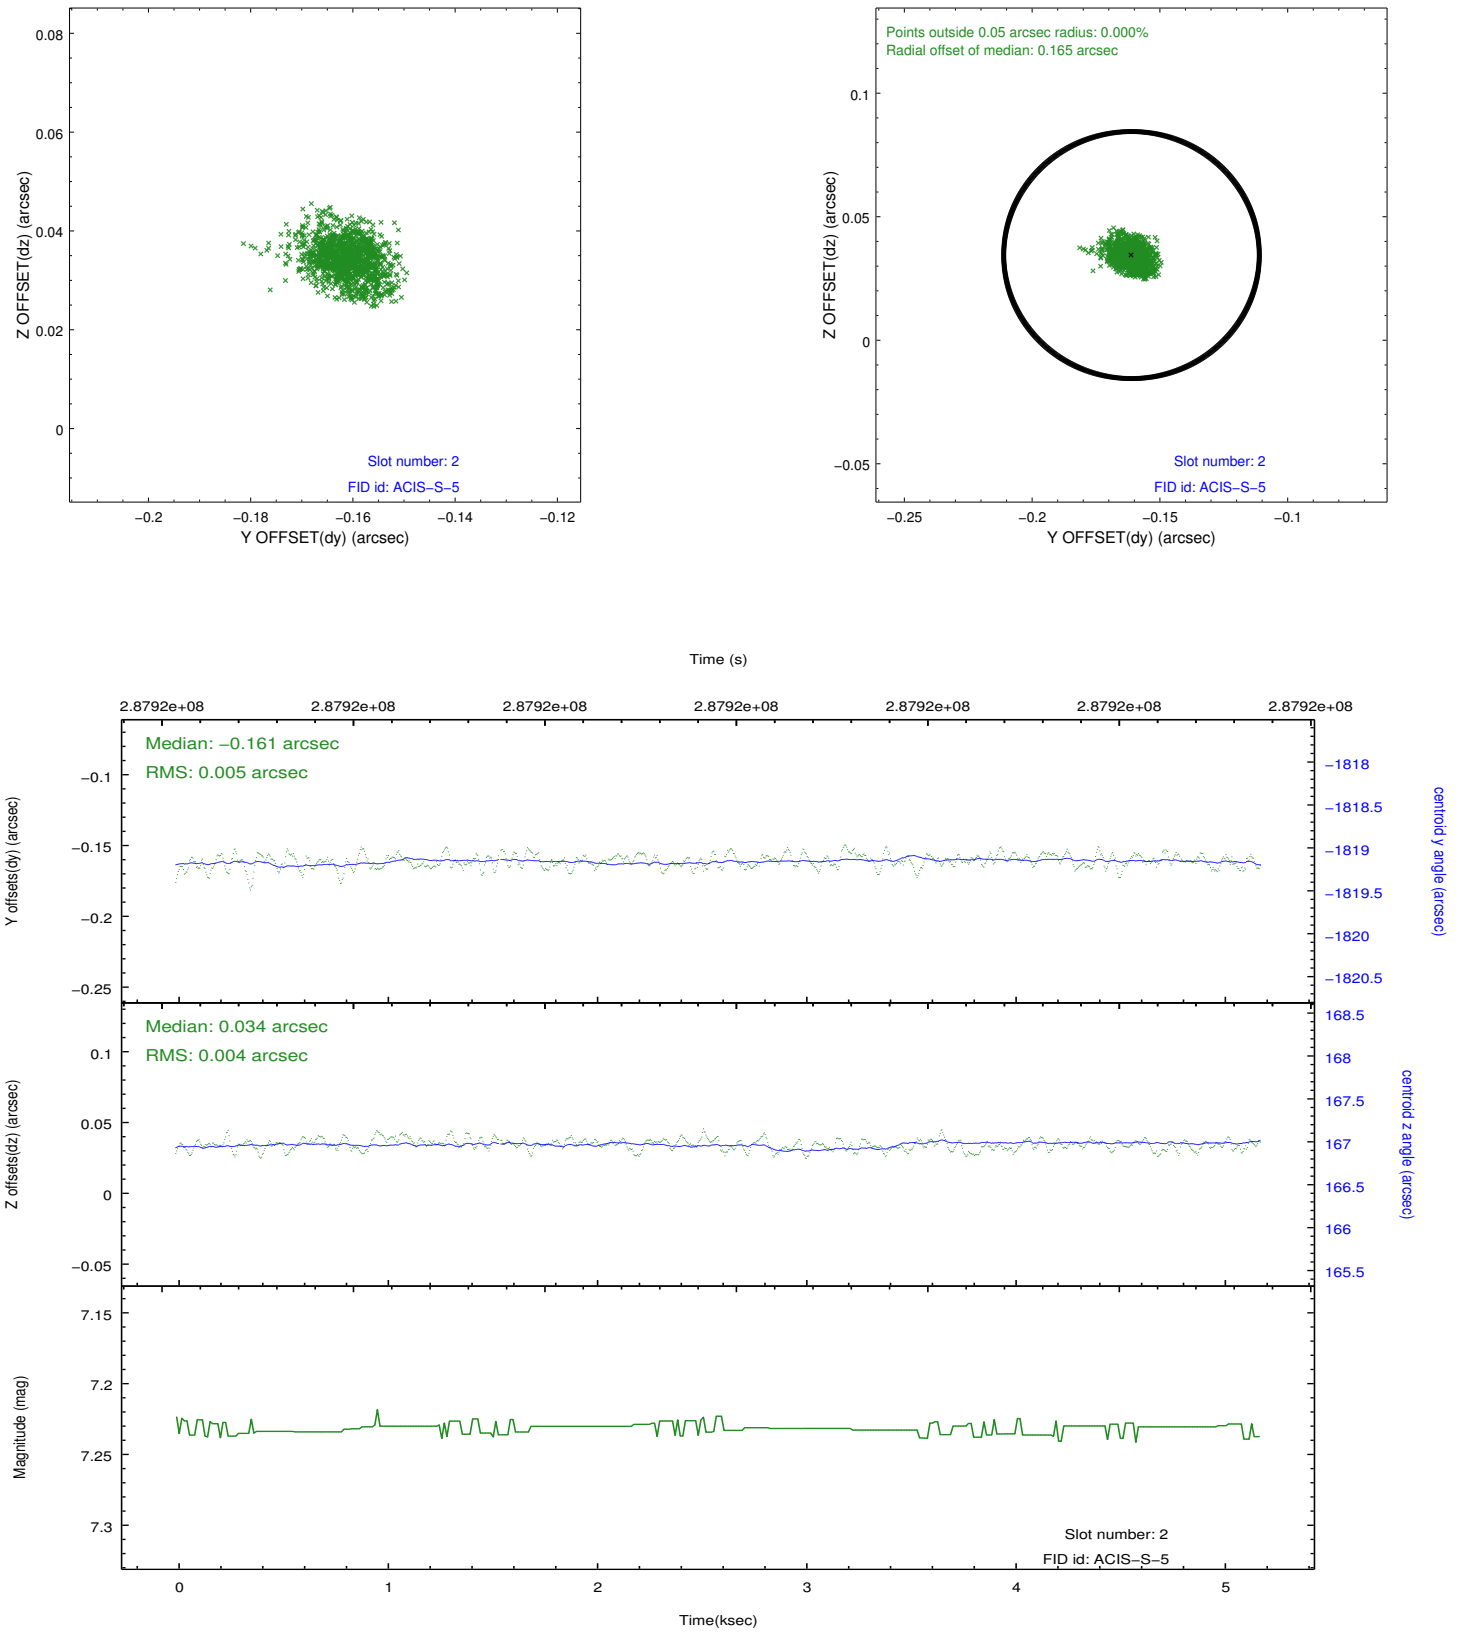 0.08
0.06
0.04
0.02
0
Z OFFSET(dz) (arcsec)
Slot number: 2
FID id: ACIS−S−5
−0.2 −0.18 −0.16 −0.14 −0.12
Y OFFSET(dy) (arcsec)
Points outside 0.05 arcsec radius: 0.000%
Radial offset of median: 0.165 arcsec
0.1
0.05
0
−0.05
Z OFFSET(dz) (arcsec)
Slot number: 2
FID id: ACIS−S−5
−0.25 −0.2 −0.15 −0.1
Y OFFSET(dy) (arcsec)
Time (s)
2.8792e+08 2.8792e+08 2.8792e+08 2.8792e+08 2.8792e+08 2.8792e+08 2.8792e+08
Median: −0.161 arcsec
RMS: 0.005 arcsec
−0.1
−0.15
−0.2
−0.25
Y offsets(dy) (arcsec)
−1818
−1818.5
−1819
−1819.5
−1820
−1820.5
centroid y angle (arcsec)
Median: 0.034 arcsec
RMS: 0.004 arcsec
0.1
0.05
0
−0.05
Z offsets(dz) (arcsec)
168.5
168
167.5
167
166.5
166
165.5
centroid z angle (arcsec)
7.15
7.2
7.25
7.3
Magnitude (mag)
Slot number: 2
FID id: ACIS−S−5
0 1 2 3 4 5
Time(ksec)